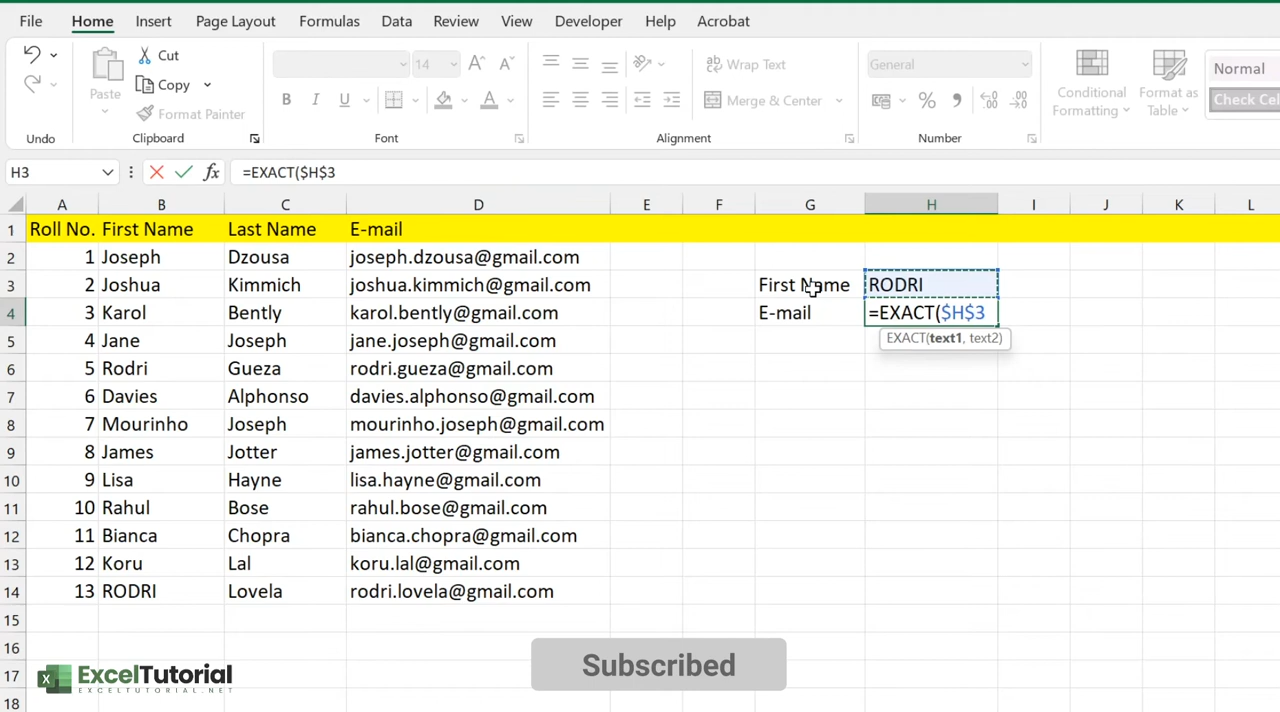 File Home Insert Page Layout Formulas Data Review View Developer Help Acrobat
Cut
Copy
Paste
Format Painter
14
Wrap Text
Merge & Center
General
Conditional Formatting
Format as Table
Normal
Check Cel
Undo Clipboard Font Alignment Number
H3 fx =EXACT($H$3
A B C D E F G H I J K L
1 Roll No. First Name Last Name E-mail
2 1 Joseph Dzousa joseph.dzousa@gmail.com
3 2 Joshua Kimmich joshua.kimmich@gmail.com First Name RODRI
4 3 Karol Bently karol.bently@gmail.com E-mail =EXACT($H$3
5 4 Jane Joseph jane.joseph@gmail.com EXACT(text1, text2)
6 5 Rodri Gueza rodri.gueza@gmail.com
7 6 Davies Alphonso davies.alphonso@gmail.com
8 7 Mourinho Joseph mourinho.joseph@gmail.com
9 8 James Jotter james.jotter@gmail.com
10 9 Lisa Hayne lisa.hayne@gmail.com
11 10 Rahul Bose rahul.bose@gmail.com
12 11 Bianca Chopra bianca.chopra@gmail.com
13 12 Koru Lal koru.lal@gmail.com
14 13 RODRI Lovela rodri.lovela@gmail.com
15
16
17
18
ExcelTutorial
EXCELTUTORIAL.NET
Subscribed